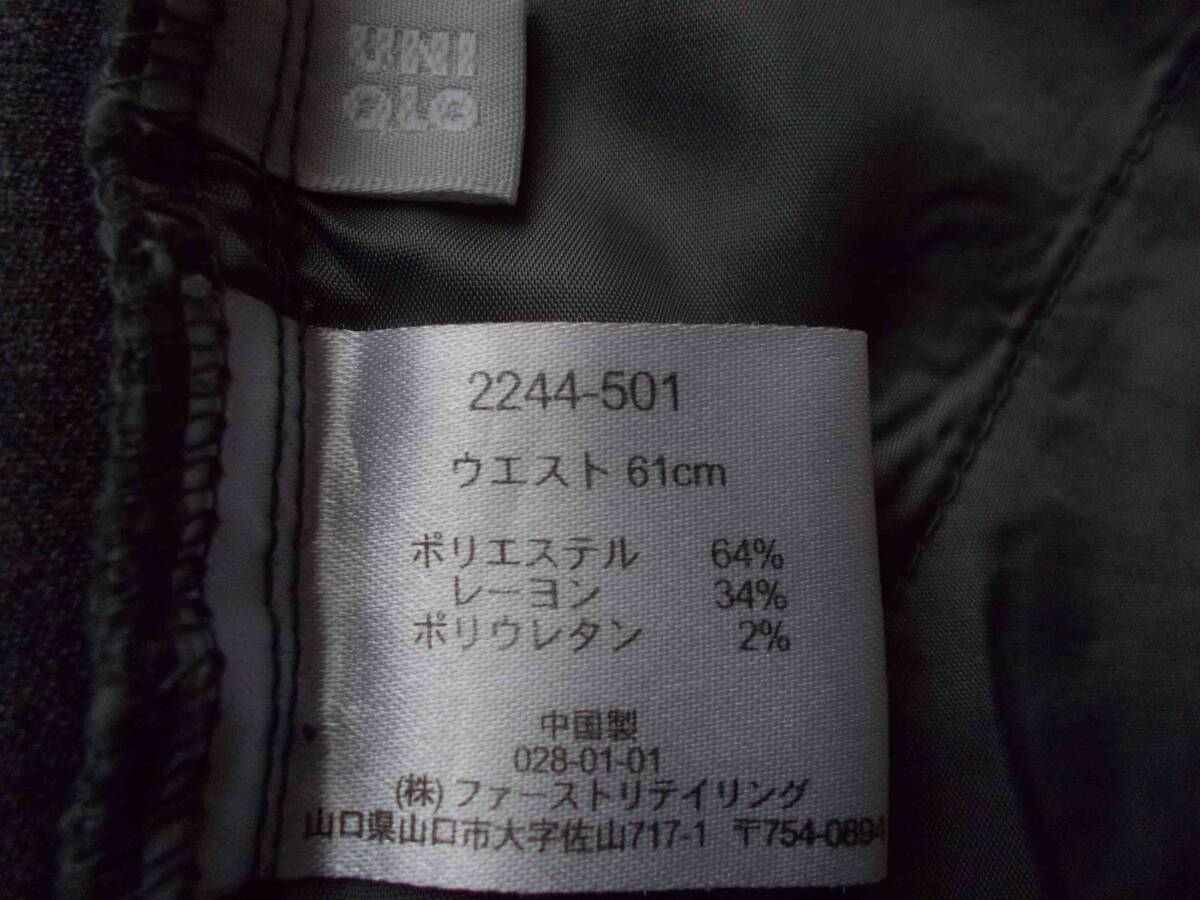 UNI
QLO
2244-501
ウエスト 61cm
ポリエステル 64%
レーヨン 34%
ポリウレタン 2%
中国製
028-01-01
(株) ファーストリテイリング
山口県山口市大字佐山717-1 〒754-0894